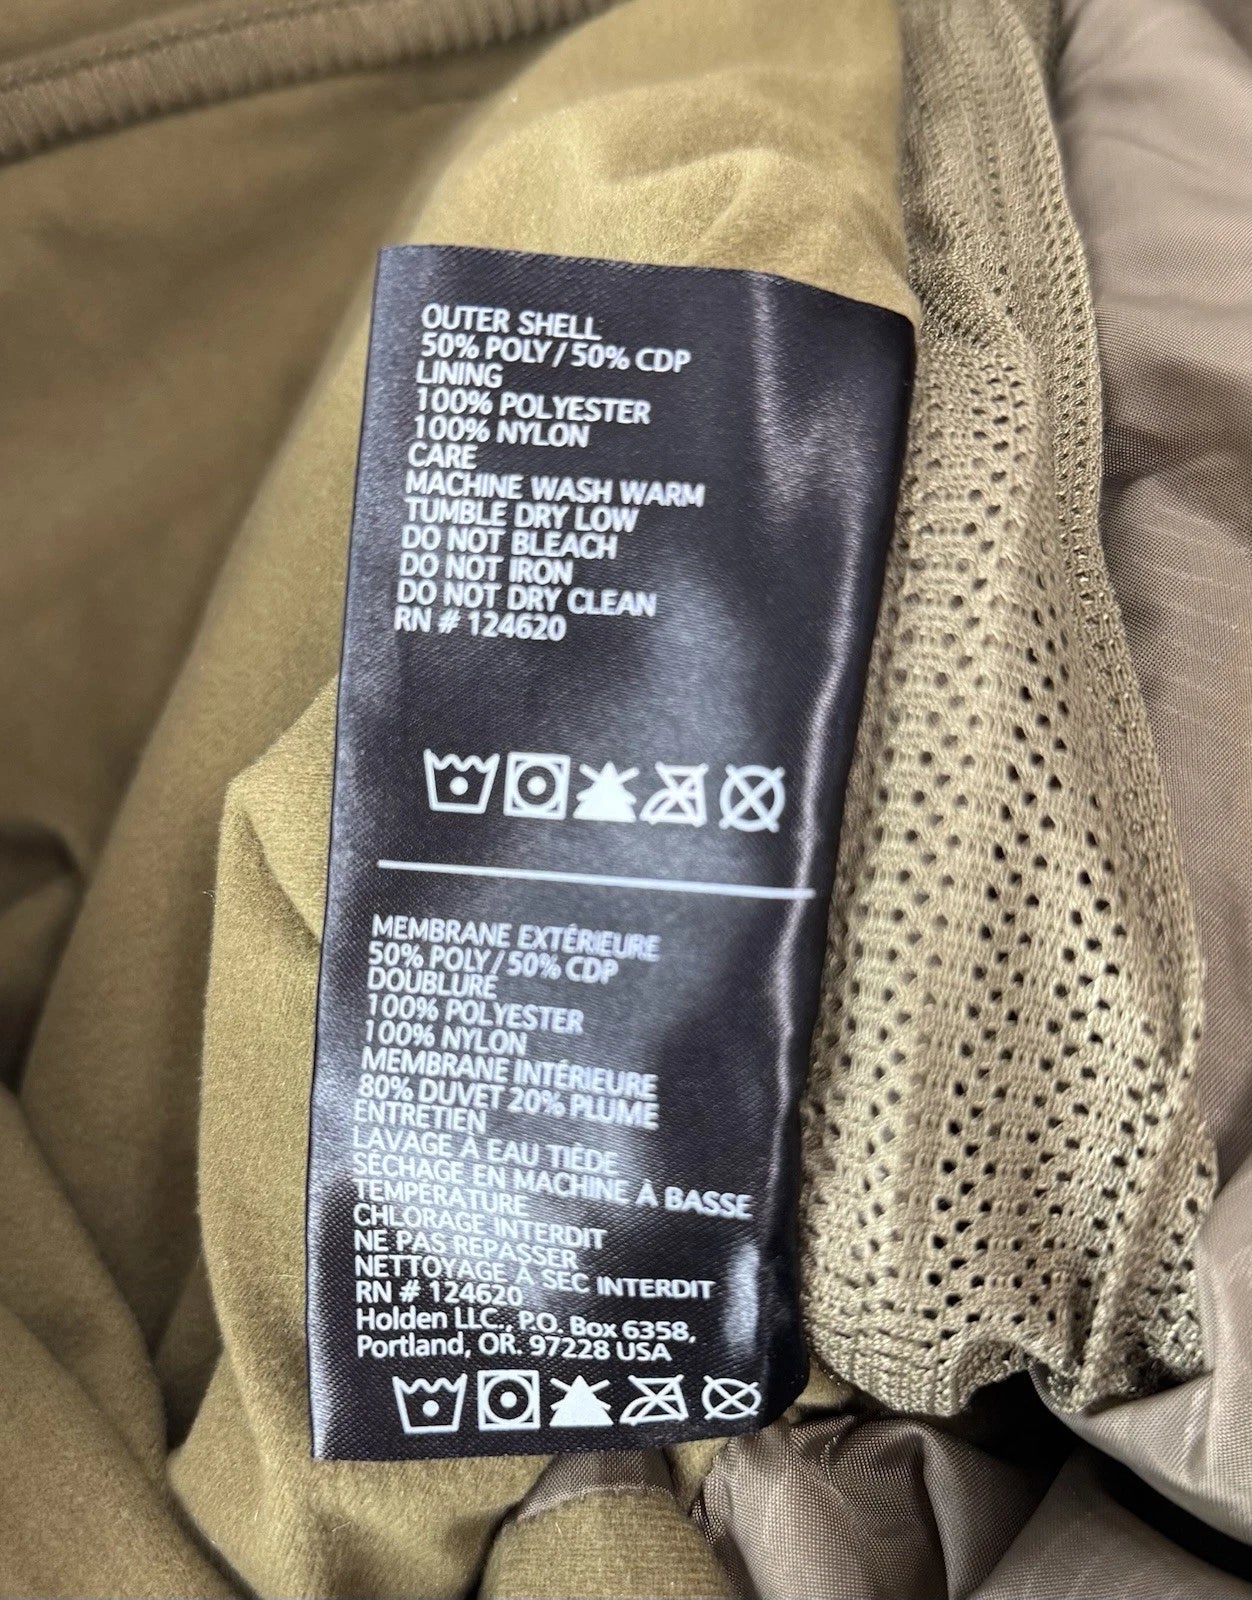 OUTER SHELL
50% POLY / 50% CDP
LINING
100% POLYESTER
100% NYLON
CARE
MACHINE WASH WARM
TUMBLE DRY LOW
DO NOT BLEACH
DO NOT IRON
DO NOT DRY CLEAN
RN # 124620
MEMBRANE EXTÉRIEURE
50% POLY / 50% CDP
DOUBLURE
100% POLYESTER
100% NYLON
MEMBRANE INTÉRIEURE
80% DUVET 20% PLUME
ENTRETIEN
LAVAGE À EAU TIÈDE
SÉCHAGE EN MACHINE À BASSE
TEMPÉRATURE
CHLORAGE INTERDIT
NE PAS REPASSER
NETTOYAGE À SEC INTERDIT
RN # 124620
Holden LLC., P.O. Box 6358,
Portland, OR. 97228 USA